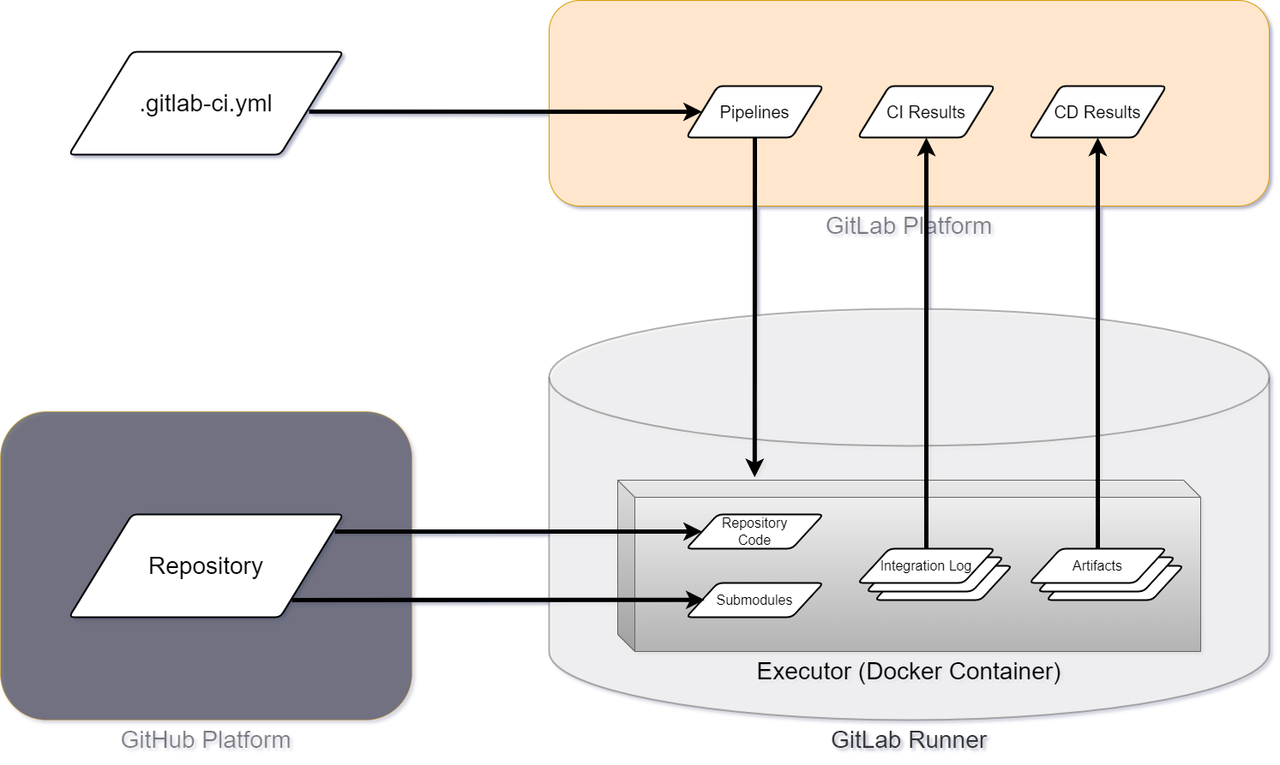 .gitlab-ci.yml
Pipelines
CI Results
CD Results
GitLab Platform
Repository
Repository
Code
Submodules
Integration Log
Artifacts
Executor (Docker Container)
GitHub Platform
GitLab Runner